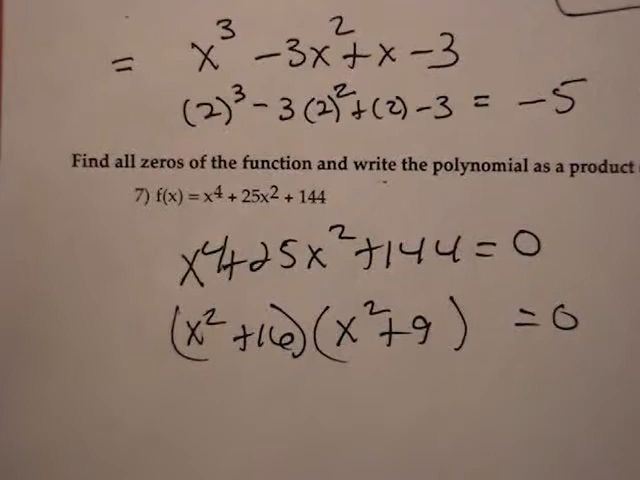 = x³ - 3x² + x - 3
(2)³ - 3(2)² + (2) - 3 = -5
Find all zeros of the function and write the polynomial as a product
7) f(x) = x⁴ + 25x² + 144
x⁴ + 25x² + 144 = 0
(x² + 16)(x² + 9) = 0